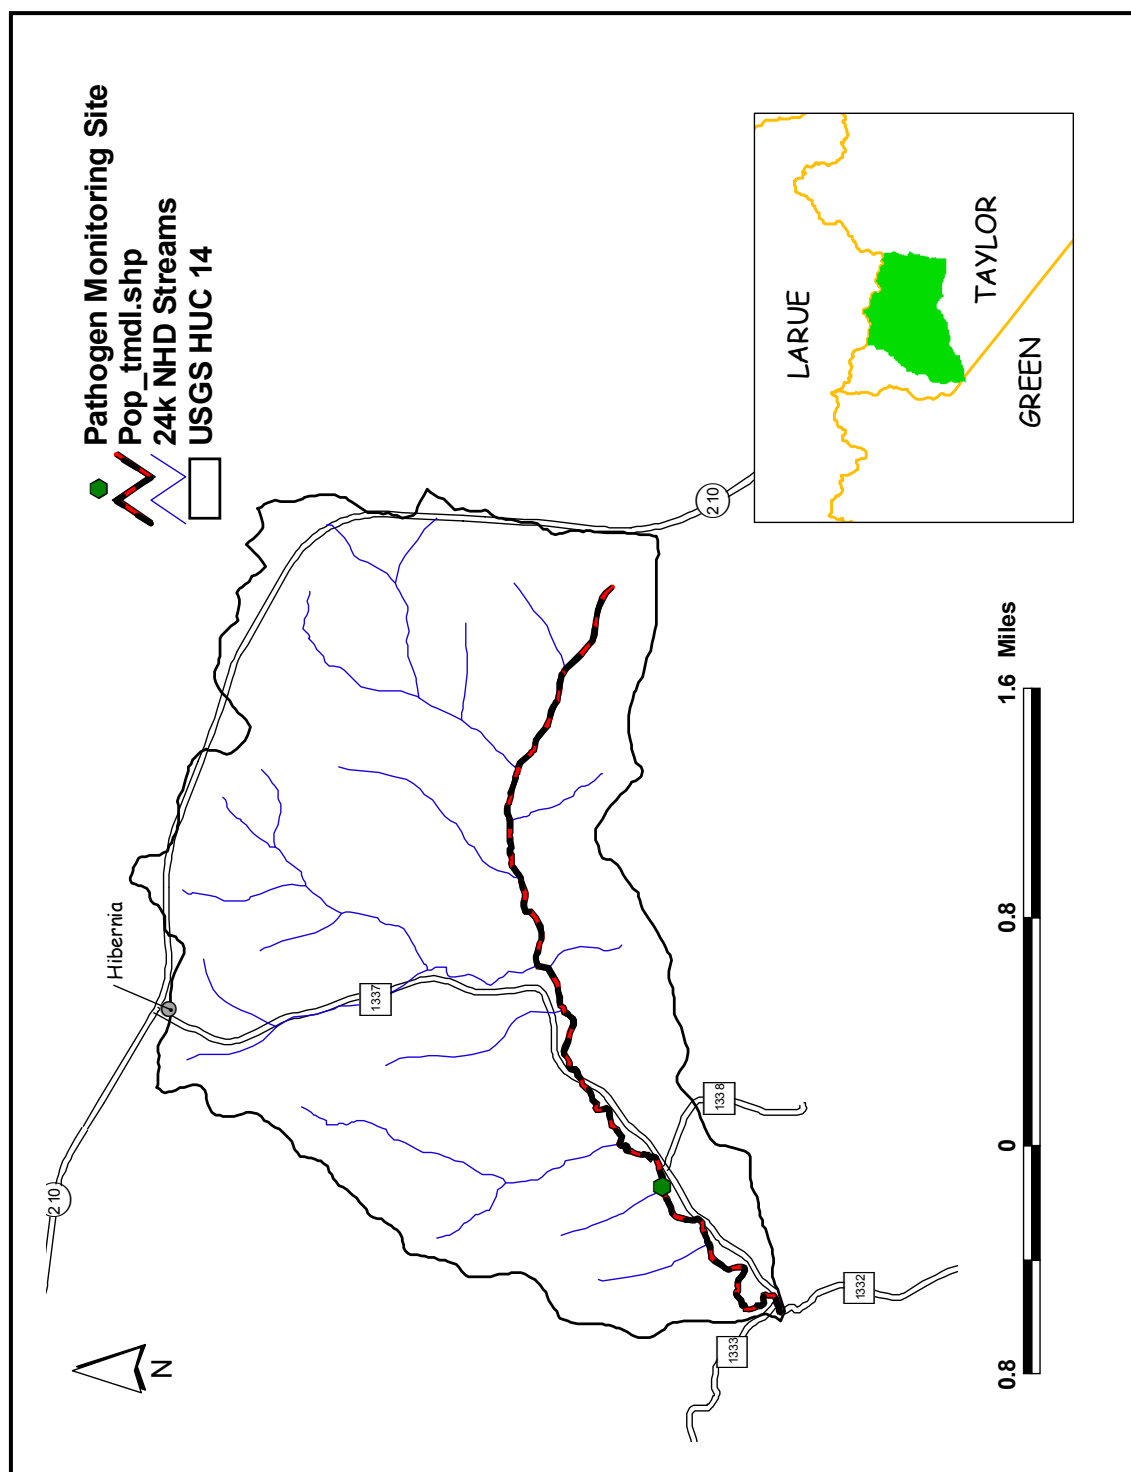 Pathogen Monitoring Site
Pop_tmdl.shp
24k NHD Streams
USGS HUC 14
N
210
Hibernia
1337
210
1338
1333
1332
LARUE
TAYLOR
GREEN
0.8 0 0.8 1.6 Miles